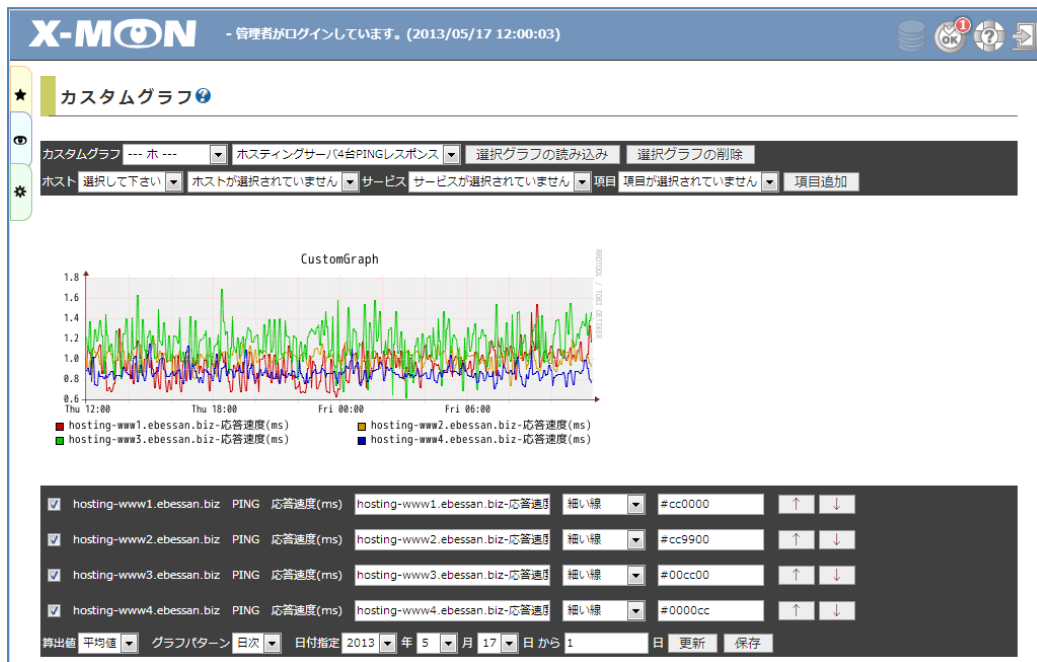 X-MON - 管理者がログインしています。(2013/05/17 12:00:03)
1
OK
?
カスタムグラフ?
カスタムグラフ --- ホ --- ホスティングサーバ4台PINGレスポンス 選択グラフの読み込み 選択グラフの削除
ホスト 選択して下さい ホストが選択されていません サービス サービスが選択されていません 項目 項目が選択されていません 項目追加
CustomGraph
RRDTOOL / TOBI OETIKER
1.8
1.6
1.4
1.2
1.0
0.8
0.6
Thu 12:00 Thu 18:00 Fri 00:00 Fri 06:00
hosting-www1.ebessan.biz-応答速度(ms) hosting-www2.ebessan.biz-応答速度(ms)
hosting-www3.ebessan.biz-応答速度(ms) hosting-www4.ebessan.biz-応答速度(ms)
hosting-www1.ebessan.biz PING 応答速度(ms) hosting-www1.ebessan.biz-応答速度 細い線 #cc0000 ↑ ↓
hosting-www2.ebessan.biz PING 応答速度(ms) hosting-www2.ebessan.biz-応答速度 細い線 #cc9900 ↑ ↓
hosting-www3.ebessan.biz PING 応答速度(ms) hosting-www3.ebessan.biz-応答速度 細い線 #00cc00 ↑ ↓
hosting-www4.ebessan.biz PING 応答速度(ms) hosting-www4.ebessan.biz-応答速度 細い線 #0000cc ↑ ↓
算出値 平均値 グラフパターン 日次 日付指定 2013 年 5 月 17 日 から 1 日 更新 保存